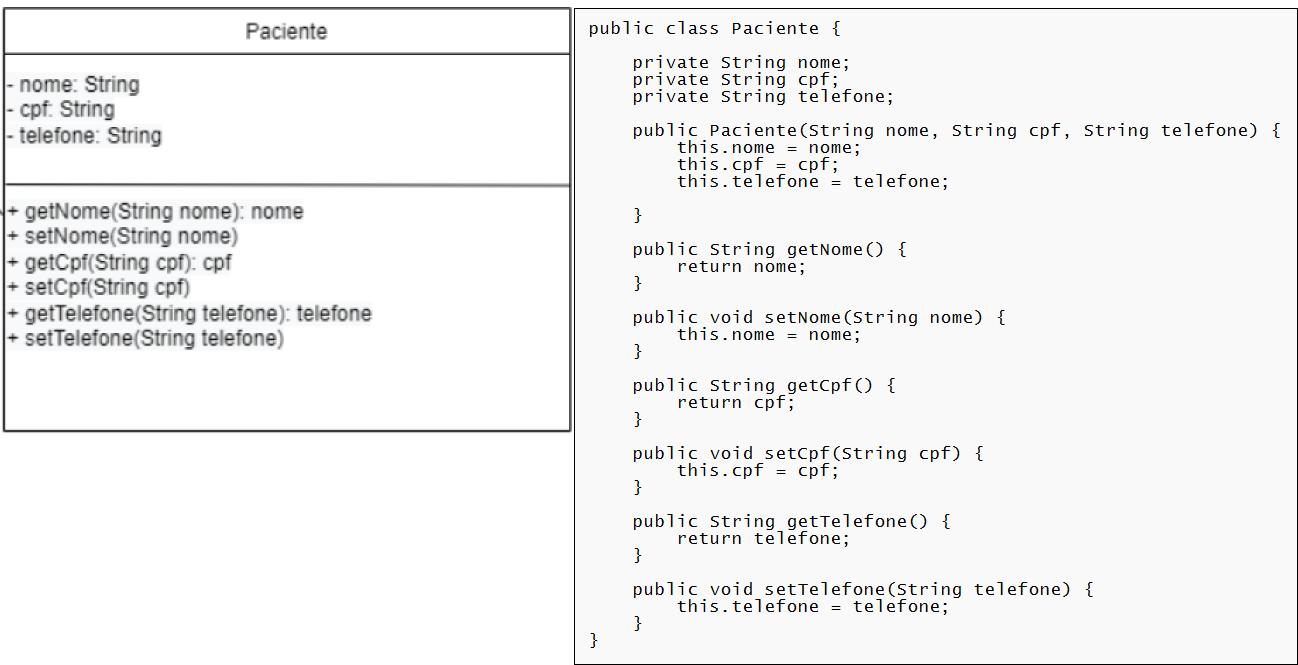 Paciente
- nome: String
- cpf: String
- telefone: String
+ getNome(String nome): nome
+ setNome(String nome)
+ getCpf(String cpf): cpf
+ setCpf(String cpf)
+ getTelefone(String telefone): telefone
+ setTelefone(String telefone)
public class Paciente {
private String nome;
private String cpf;
private String telefone;
public Paciente(String nome, String cpf, String telefone) {
this.nome = nome;
this.cpf = cpf;
this.telefone = telefone;
}
public String getNome() {
return nome;
}
public void setNome(String nome) {
this.nome = nome;
}
public String getCpf() {
return cpf;
}
public void setCpf(String cpf) {
this.cpf = cpf;
}
public String getTelefone() {
return telefone;
}
public void setTelefone(String telefone) {
this.telefone = telefone;
}
}